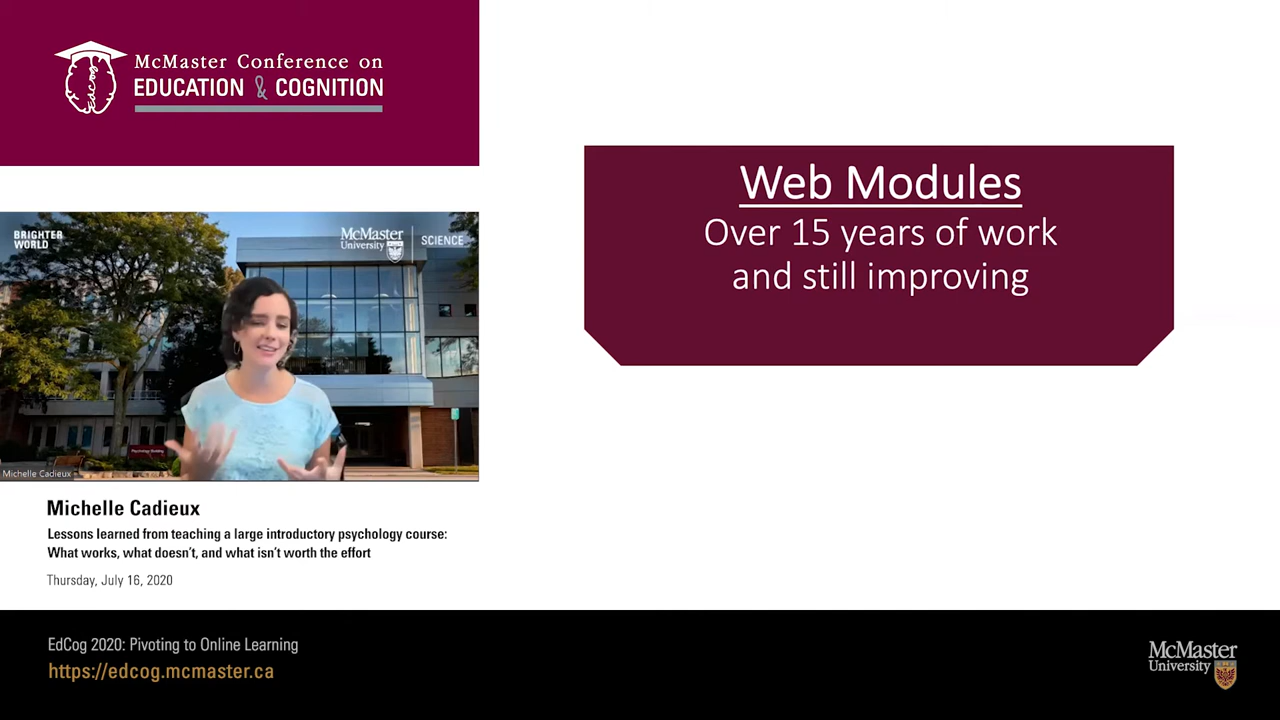 EdCog
McMaster Conference on
EDUCATION & COGNITION
BRIGHTER
WORLD
McMaster
University
SCIENCE
Michelle Cadieux
Michelle Cadieux
Lessons learned from teaching a large introductory psychology course:
What works, what doesn't, and what isn't worth the effort
Thursday, July 16, 2020
Web Modules
Over 15 years of work
and still improving
EdCog 2020: Pivoting to Online Learning
https://edcog.mcmaster.ca
McMaster
University